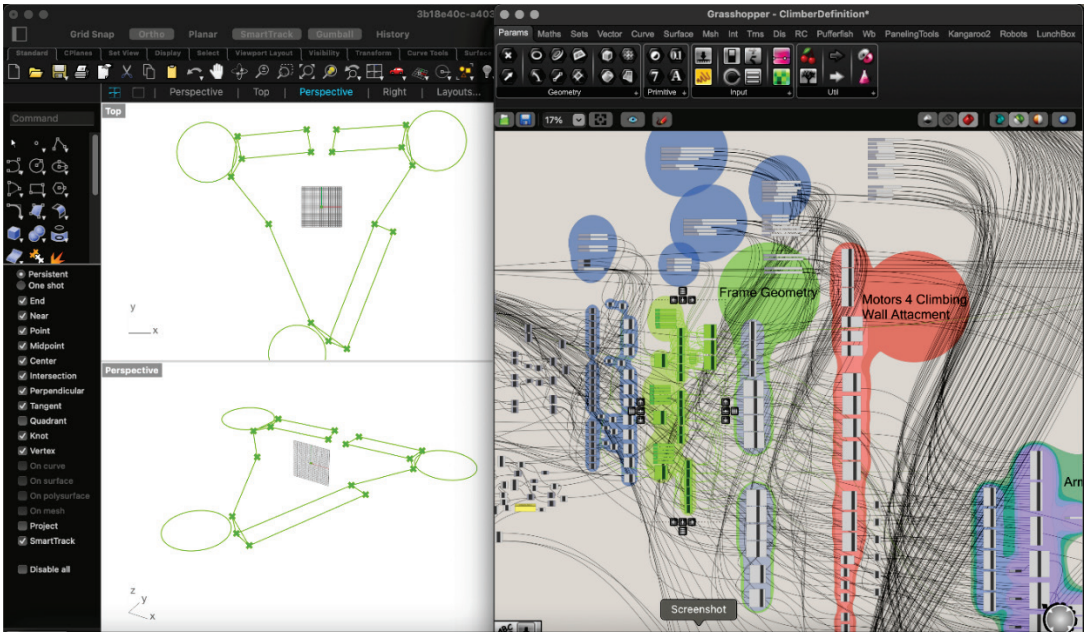 3b18e40c-a403
Grid Snap Ortho Planar SmartTrack Gumball History
Standard CPlanes Set View Display Select Viewport Layout Visibility Transform Curve Tools Surface
Perspective Top Perspective Right Layouts...
Command
Persistent
One shot
End
Near
Point
Midpoint
Center
Intersection
Perpendicular
Tangent
Quadrant
Knot
Vertex
On curve
On surface
On polysurface
On mesh
Project
SmartTrack
Disable all
Top
y
x
Perspective
z
y
x
Grasshopper - ClimberDefinition*
Params Maths Sets Vector Curve Surface Msh Int Tms Dis RC Pufferfish Wb PanelingTools Kangaroo2 Robots LunchBox
Geometry Primitive Input Util
17%
Frame Geometry
Motors 4 Climbing
Wall Attacment
Arm
Screenshot